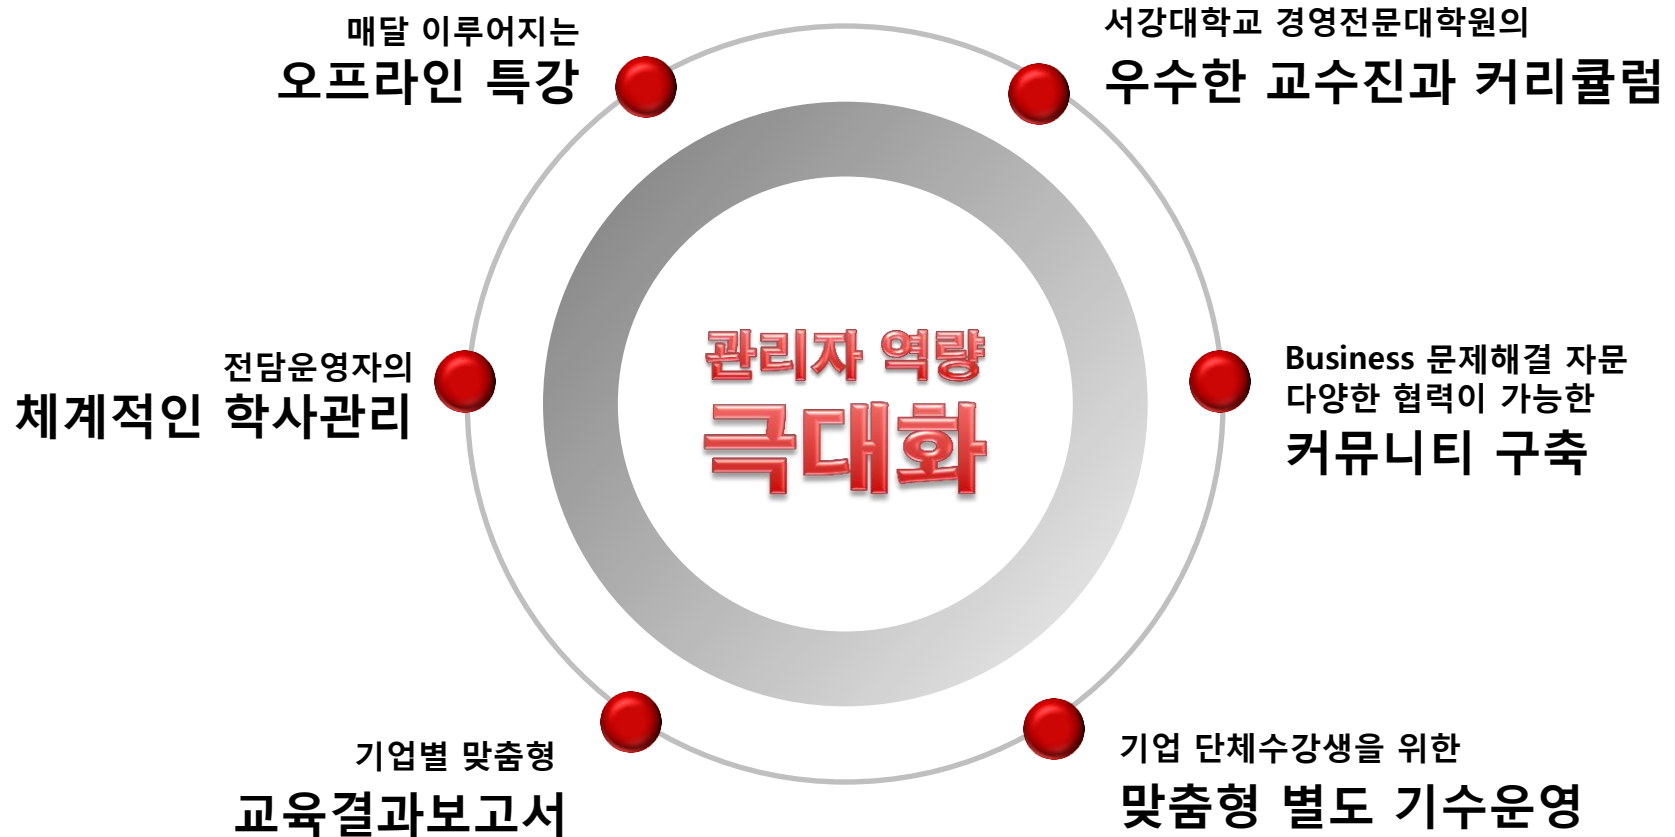 매달 이루어지는
오프라인 특강
서강대학교 경영전문대학원의
우수한 교수진과 커리큘럼
전담운영자의
체계적인 학사관리
관리자 역량
극대화
Business 문제해결 자문
다양한 협력이 가능한
커뮤니티 구축
기업별 맞춤형
교육결과보고서
기업 단체수강생을 위한
맞춤형 별도 기수운영